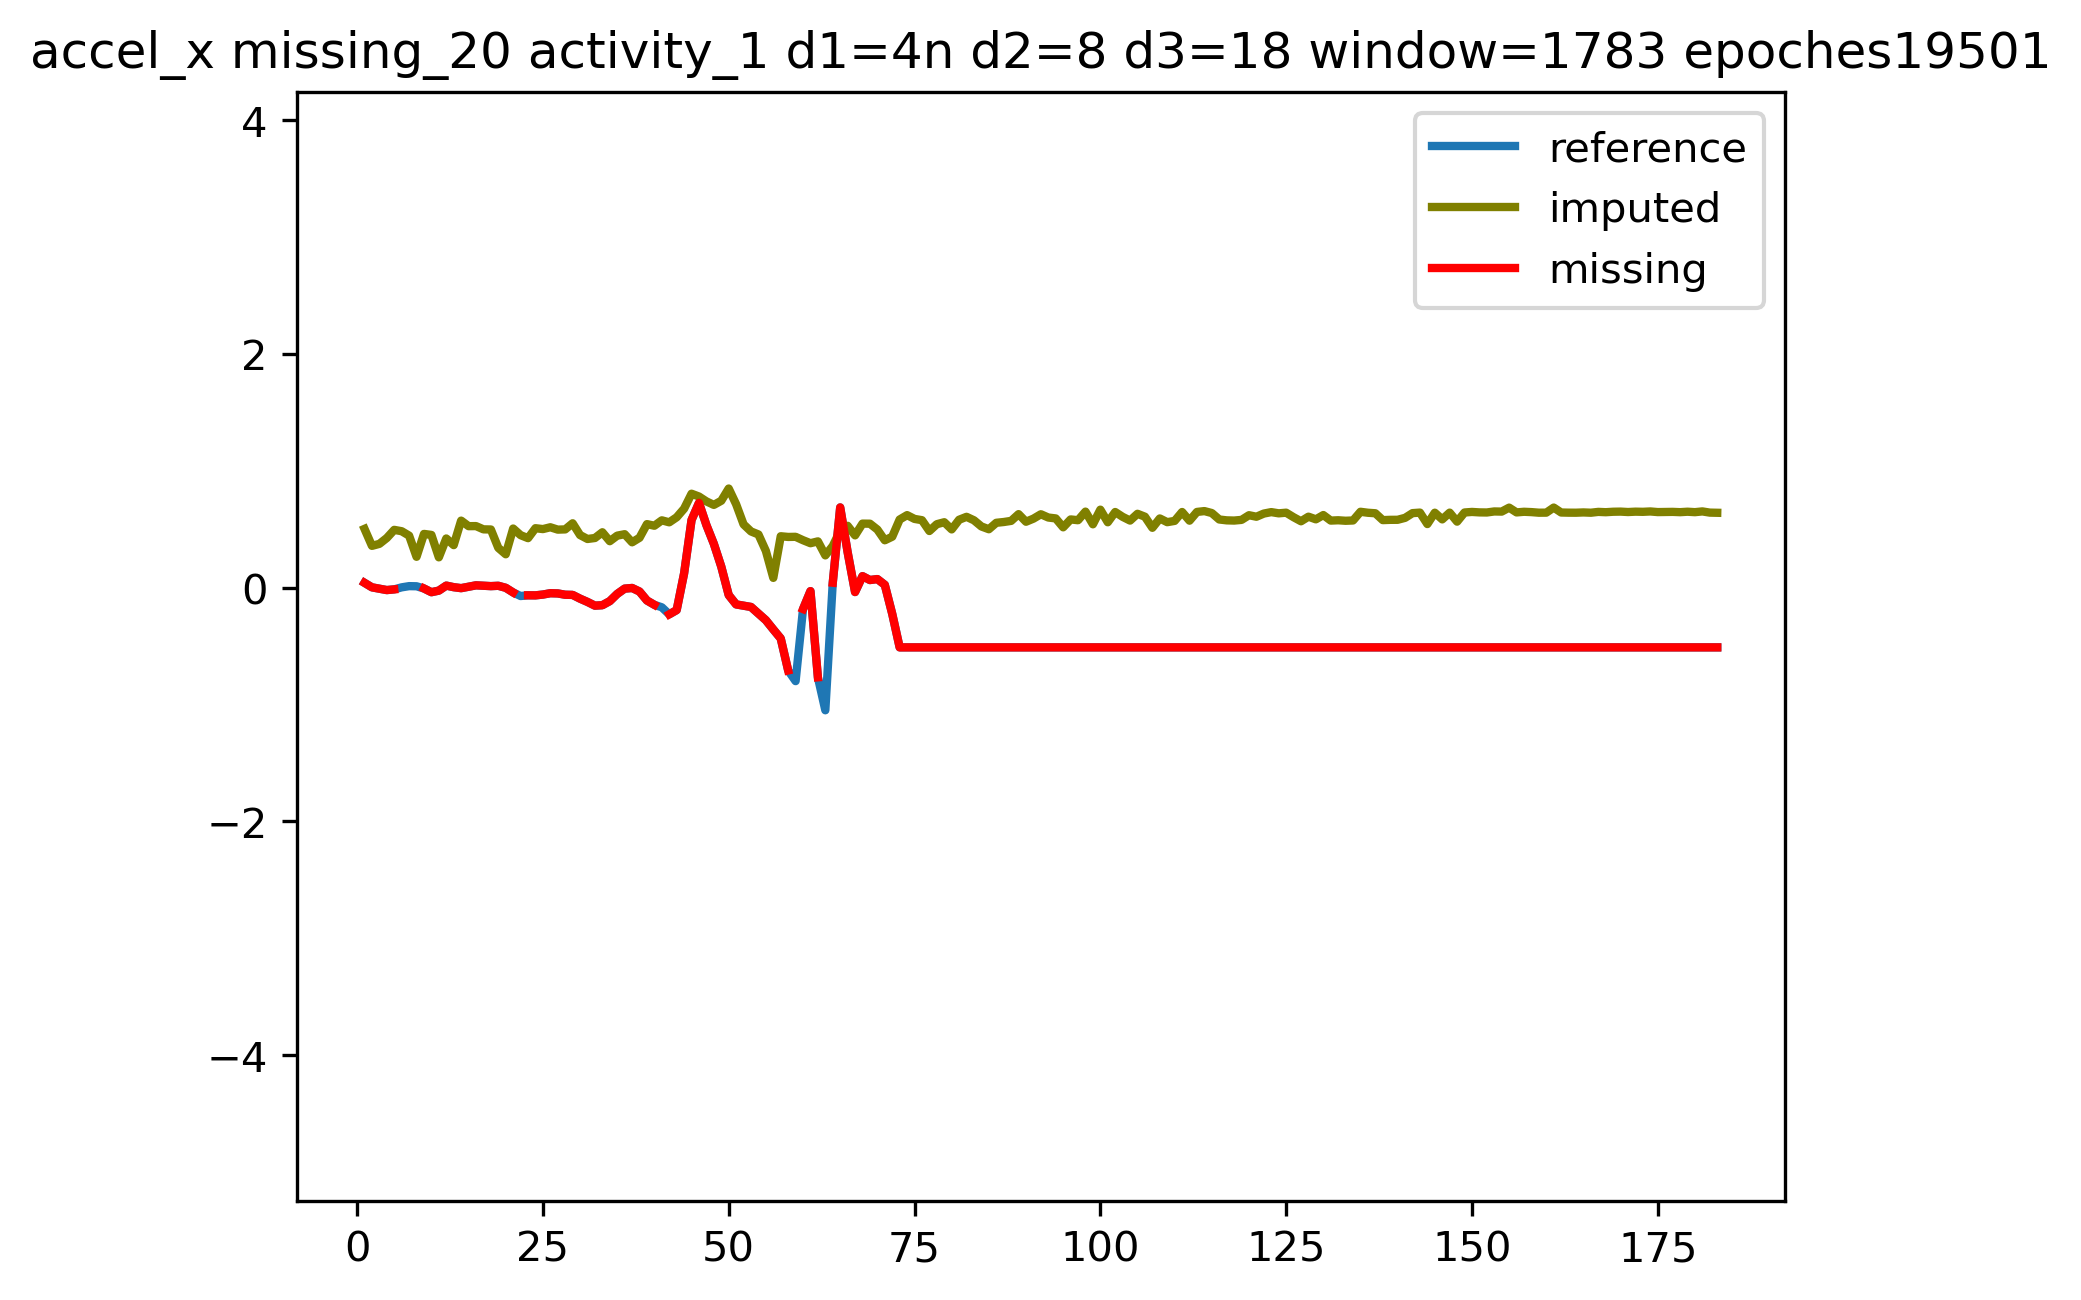 accel_x missing_20 activity_1 d1=4n d2=8 d3=18 window=1783 epoches19501
4
2
0
−2
−4
reference
imputed
missing
0 25 50 75 100 125 150 175